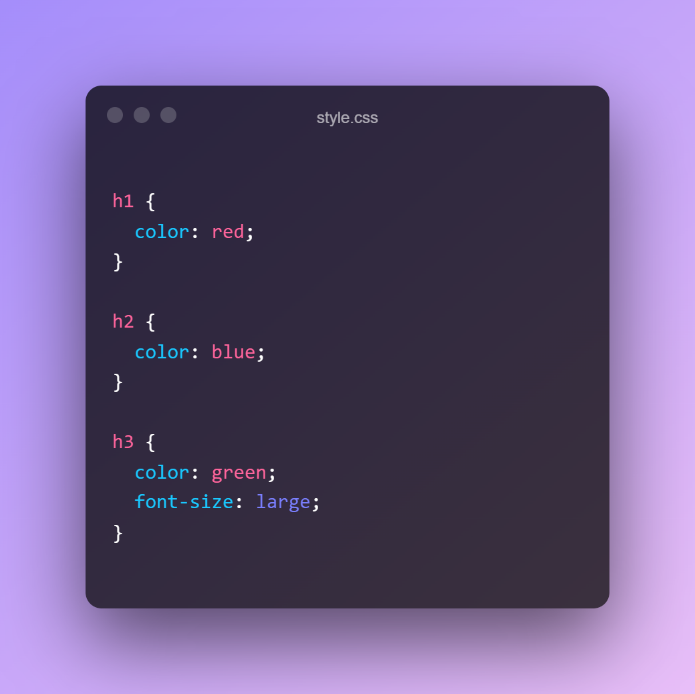 style.css
h1 {
  color: red;
}
h2 {
  color: blue;
}
h3 {
  color: green;
  font-size: large;
}